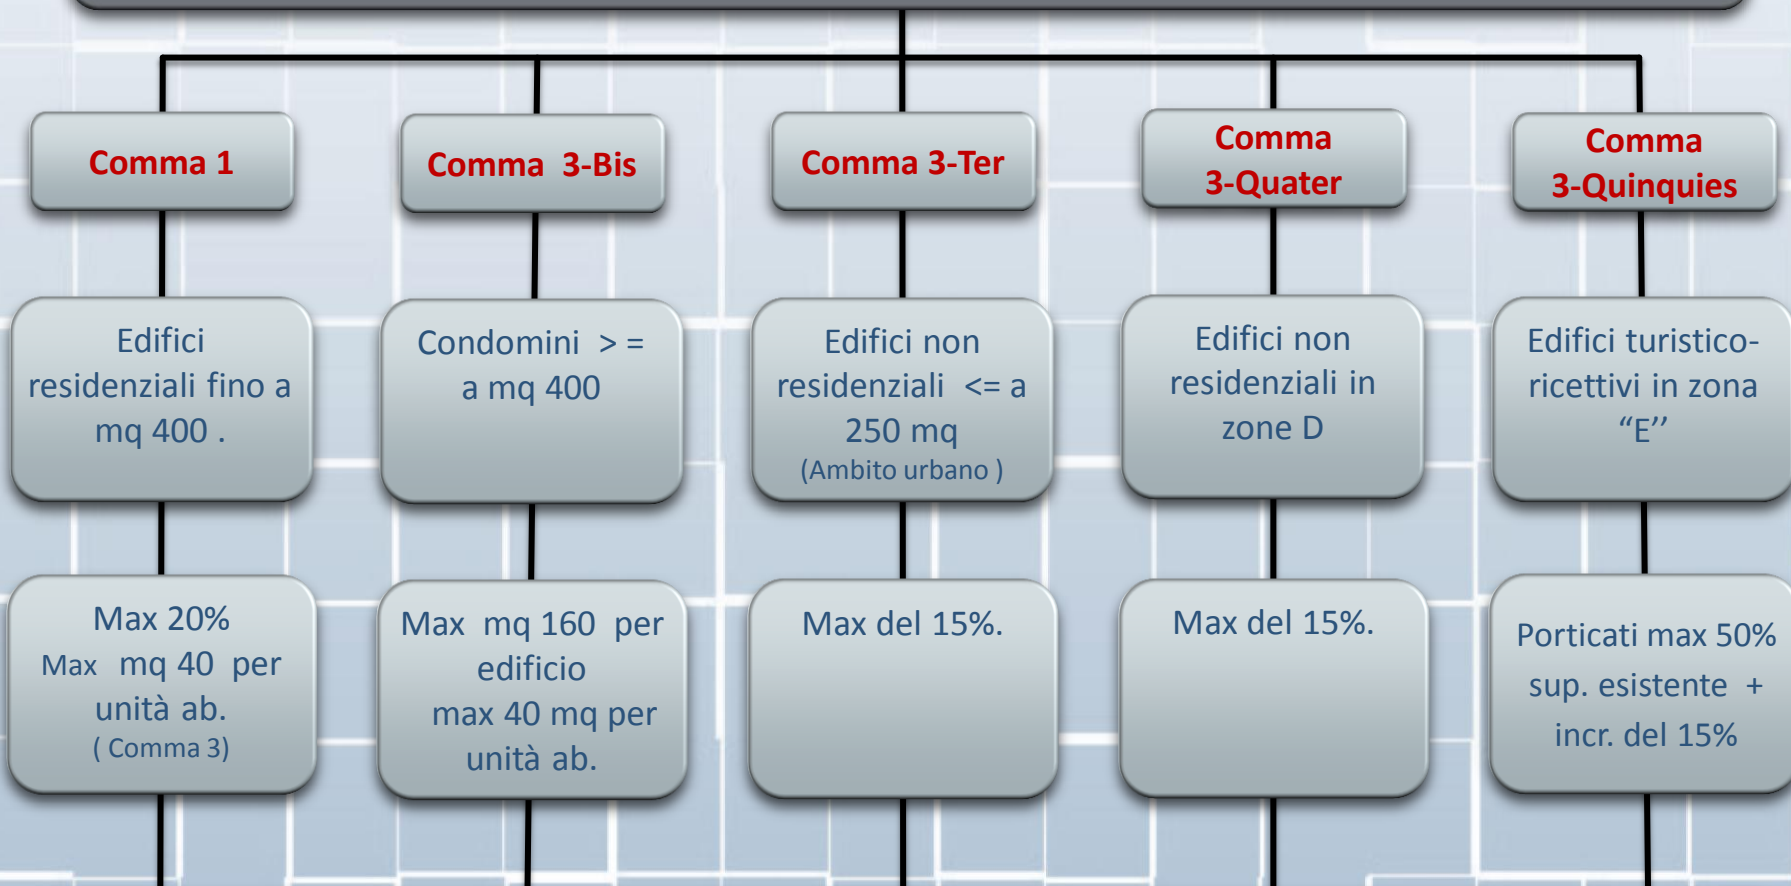 Comma 1
Comma 3-Bis
Comma 3-Ter
Comma
3-Quater
Comma
3-Quinquies
Edifici
residenziali fino a
mq 400 .
Condomini > =
a mq 400
Edifici non
residenziali <= a
250 mq
(Ambito urbano )
Edifici non
residenziali in
zone D
Edifici turistico-
ricettivi in zona
“E’’
Max 20%
Max mq 40 per
unità ab.
( Comma 3)
Max mq 160 per
edificio
max 40 mq per
unità ab.
Max del 15%.
Max del 15%.
Porticati max 50%
sup. esistente +
incr. del 15%